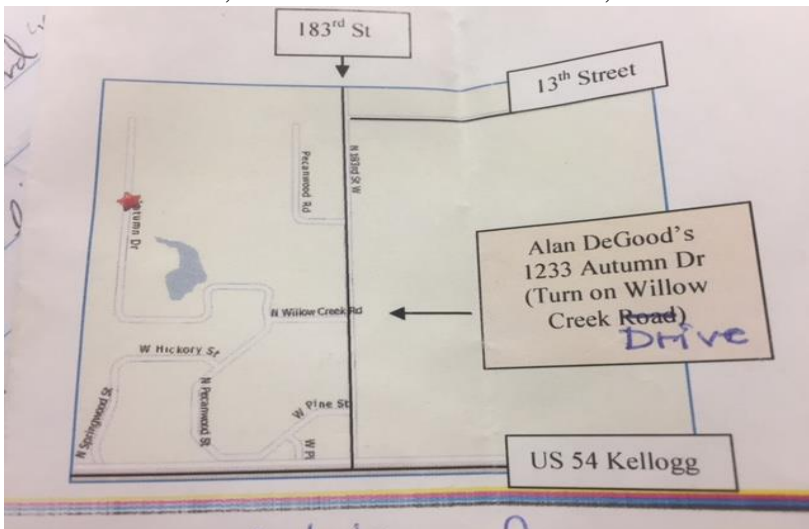 183rd St
13th Street
N 183rd St W
Pecanwood Rd
Autumn Dr
Alan DeGood's
1233 Autumn Dr
(Turn on Willow
Creek Road)
Drive
N Willow Creek Rd
W Hickory St
N Springwood St
N Pecanwood St
W Pine St
W Pi
US 54 Kellogg